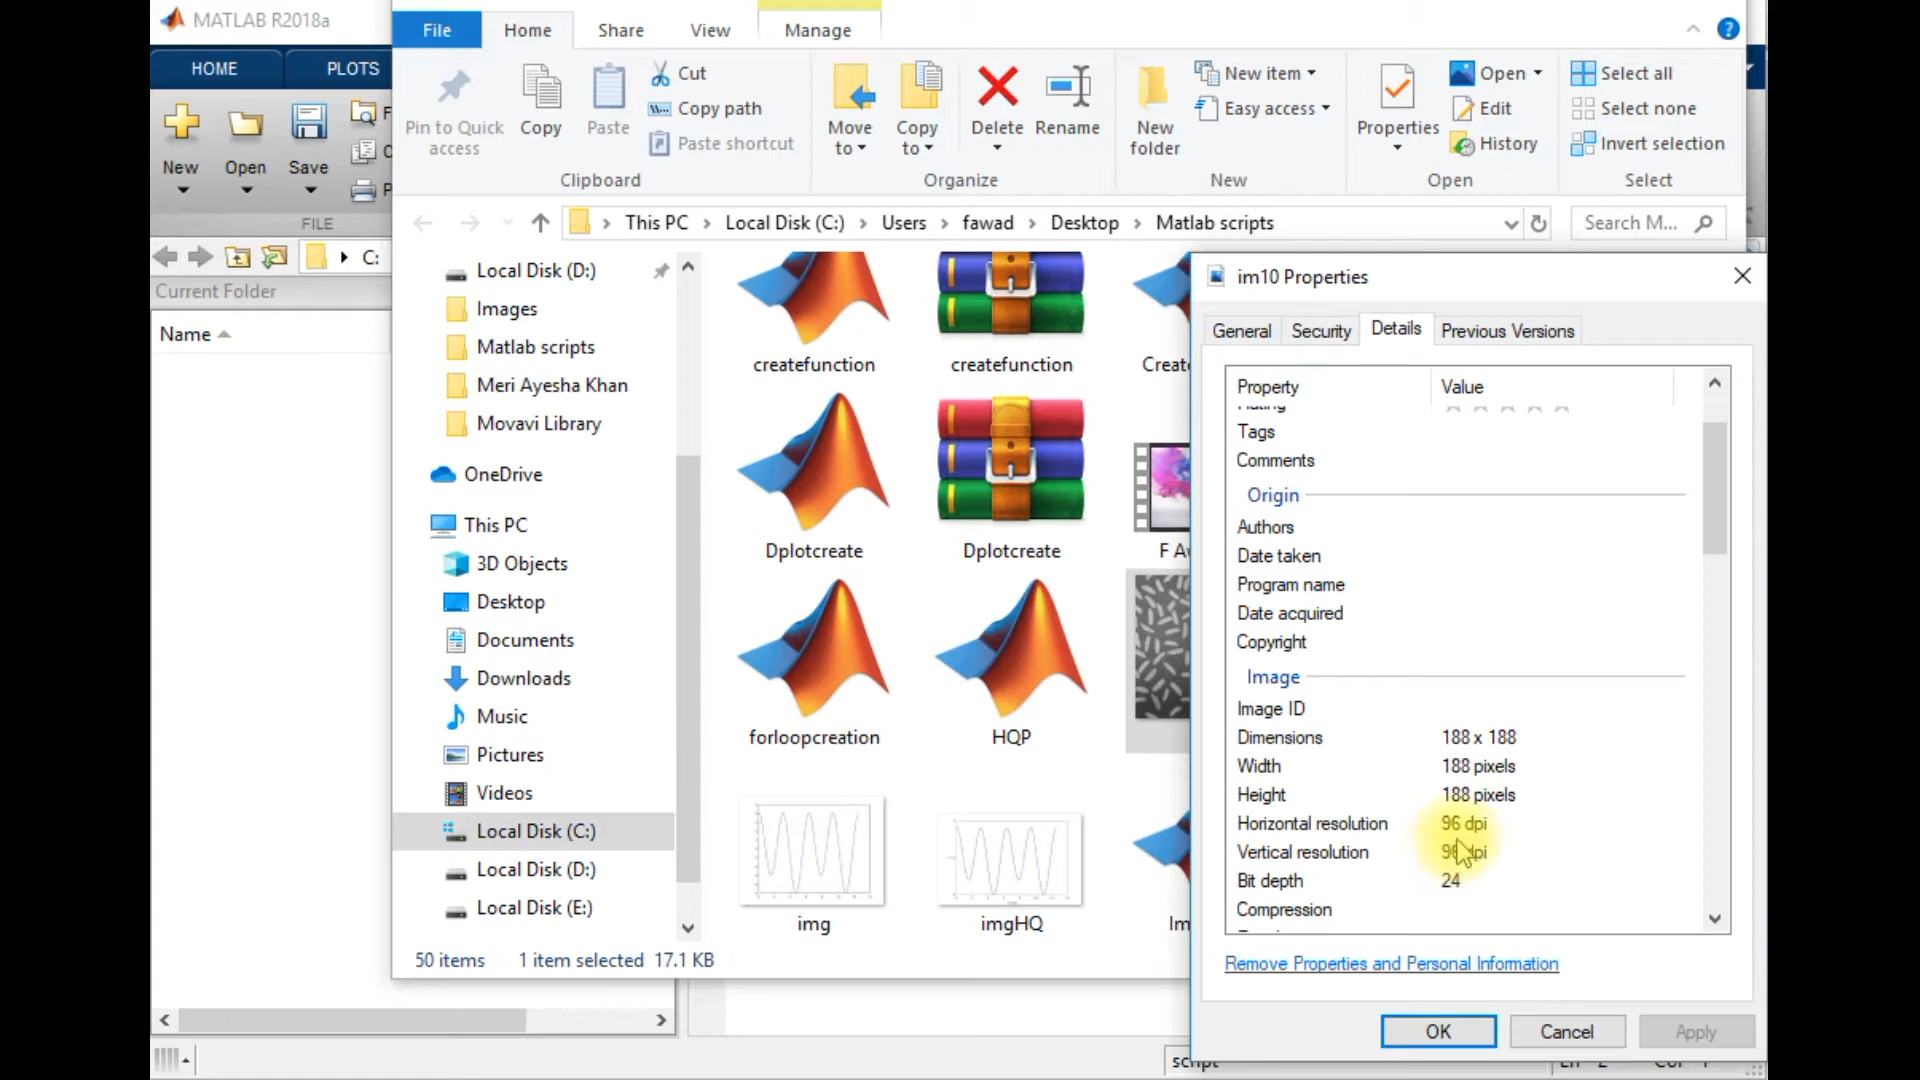 MATLAB R2018a
File
Home
Share
View
Manage
HOME
PLOTS
New
Open
Save
FILE
Pin to Quick access
Copy
Paste
Cut
Copy path
Paste shortcut
Clipboard
Move to
Copy to
Delete
Rename
Organize
New folder
New item
Easy access
New
Properties
Open
Edit
History
Open
Select all
Select none
Invert selection
Select
C:
This PC > Local Disk (C:) > Users > fawad > Desktop > Matlab scripts
Search M...
Current Folder
Name
Local Disk (D:)
Images
Matlab scripts
Meri Ayesha Khan
Movavi Library
OneDrive
This PC
3D Objects
Desktop
Documents
Downloads
Music
Pictures
Videos
Local Disk (C:)
Local Disk (D:)
Local Disk (E:)
createfunction
createfunction
Creat
Dplotcreate
Dplotcreate
F A
forloopcreation
HQP
img
imgHQ
Im
50 items
1 item selected 17.1 KB
im10 Properties
General
Security
Details
Previous Versions
Property
Value
Tags
Comments
Origin
Authors
Date taken
Program name
Date acquired
Copyright
Image
Image ID
Dimensions 188 x 188
Width 188 pixels
Height 188 pixels
Horizontal resolution 96 dpi
Vertical resolution
Bit depth 24
Compression
Remove Properties and Personal Information
OK
Cancel
Apply
script